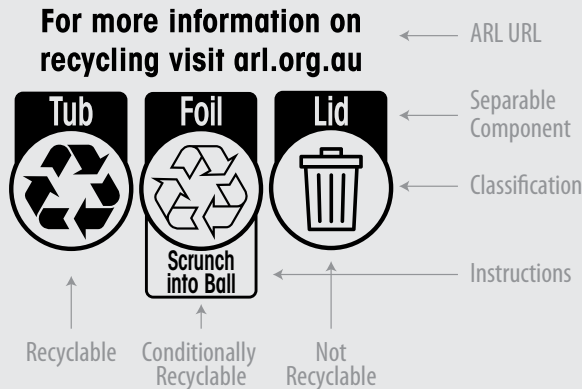 For more information on
recycling visit arl.org.au
ARL URL
Tub
Foil
Lid
Separable
Component
Classification
Scrunch
into Ball
Instructions
Recyclable
Conditionally
Recyclable
Not
Recyclable